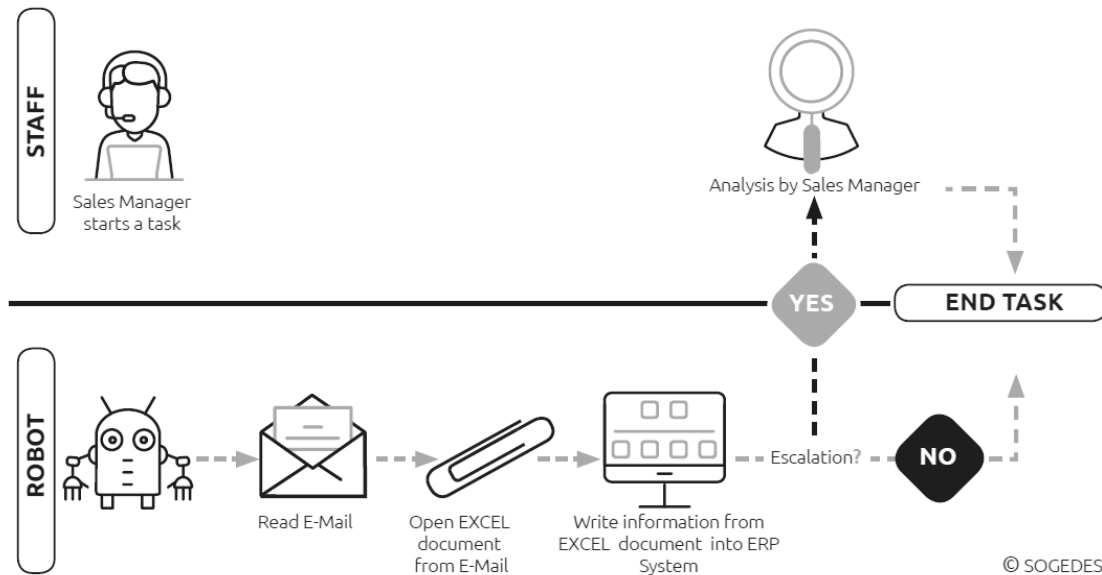 STAFF
Sales Manager
starts a task
Analysis by Sales Manager
YES
END TASK
ROBOT
Read E-Mail
Open EXCEL
document
from E-Mail
Write information from
EXCEL document into ERP
System
Escalation?
NO
© SOGEDES